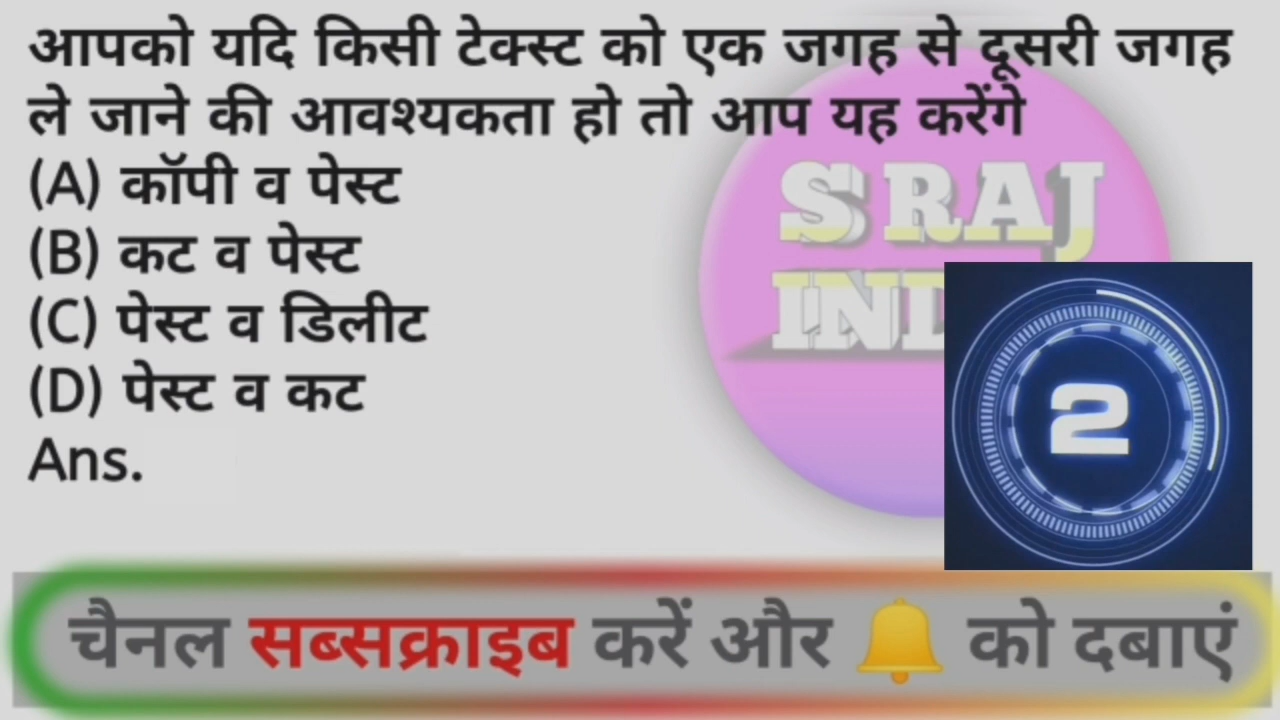 आपको यदि किसी टेक्स्ट को एक जगह से दूसरी जगह
ले जाने की आवश्यकता हो तो आप यह करेंगे
(A) कॉपी व पेस्ट
(B) कट व पेस्ट
(C) पेस्ट व डिलीट
(D) पेस्ट व कट
Ans.
S RAJ
IND
2
चैनल सब्सक्राइब करें और 🔔 को दबाएं